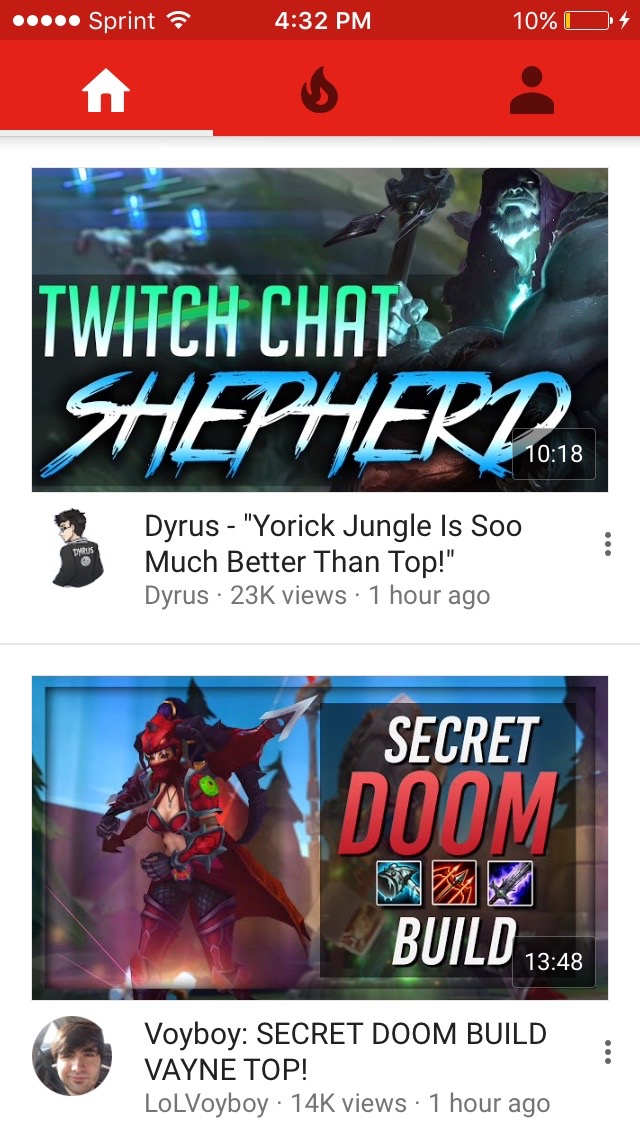 Sprint 4:32 PM 10%
TWITCH CHAT
SHEPHERD
10:18
DYRUS
Dyrus - "Yorick Jungle Is Soo
Much Better Than Top!"
Dyrus · 23K views · 1 hour ago
SECRET
DOOM
BUILD
13:48
Voyboy: SECRET DOOM BUILD
VAYNE TOP!
LoLVoyboy · 14K views · 1 hour ago